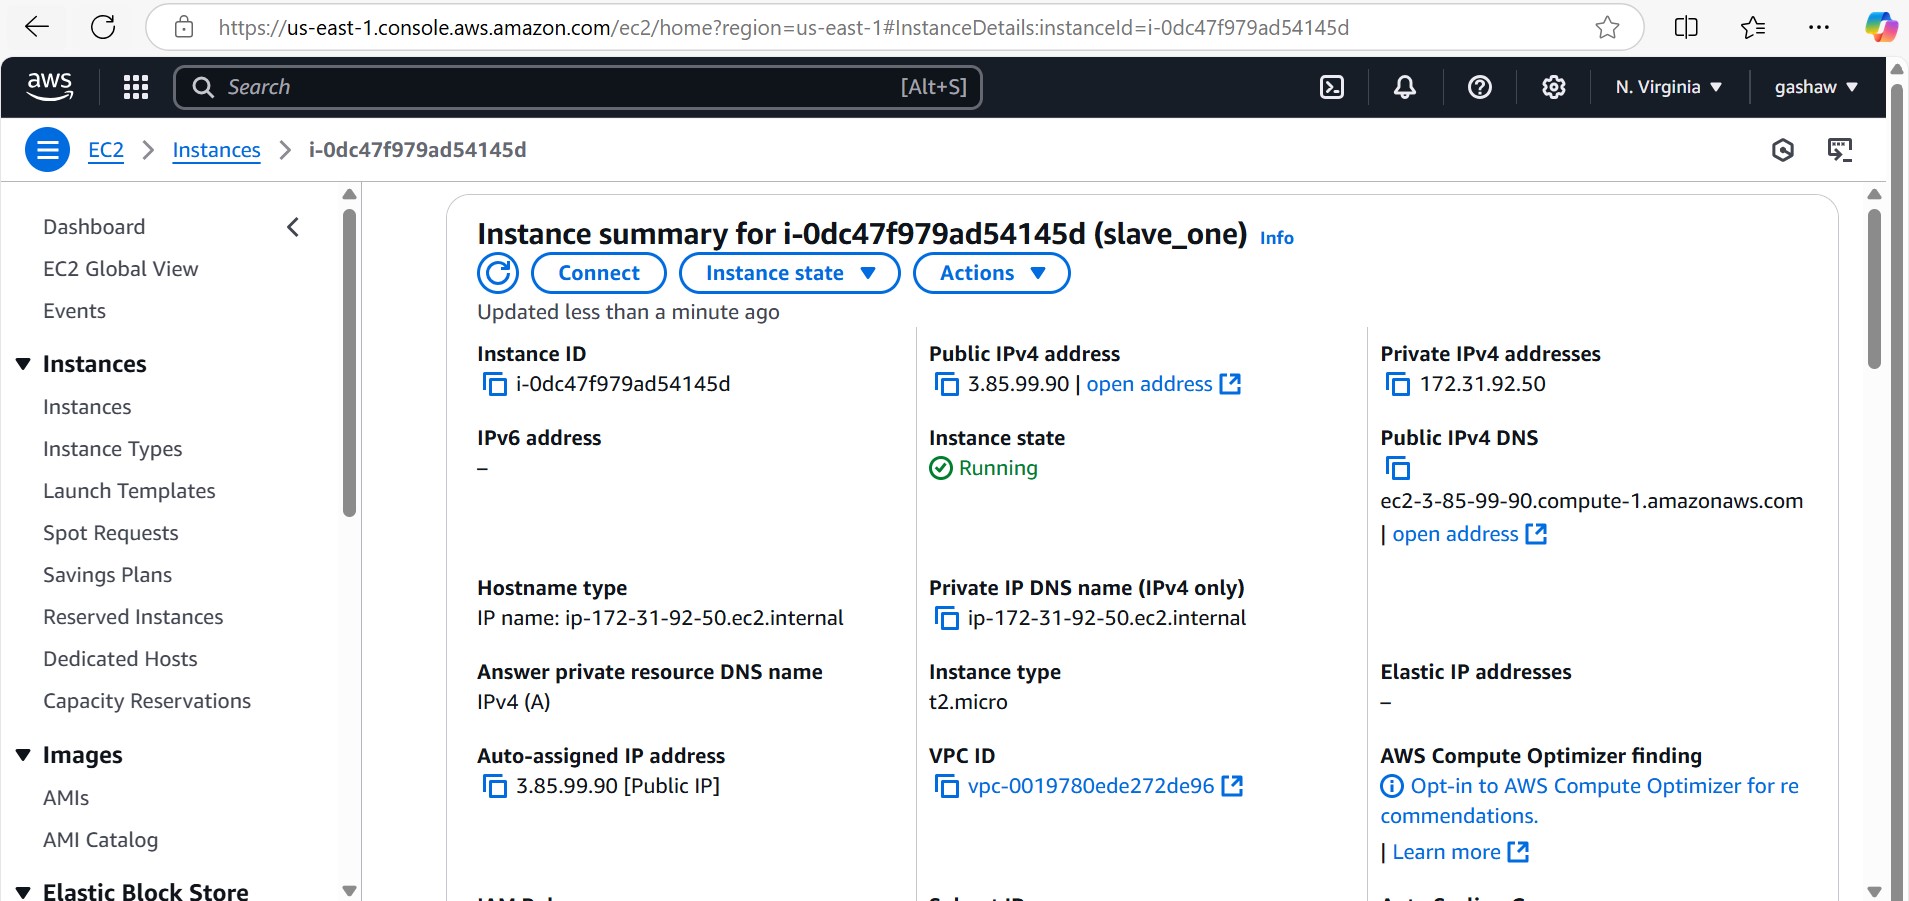 https://us-east-1.console.aws.amazon.com/ec2/home?region=us-east-1#InstanceDetails:instanceId=i-0dc47f979ad54145d
aws
Search
[Alt+S]
N. Virginia
gashaw
EC2
Instances
i-0dc47f979ad54145d
Dashboard
EC2 Global View
Events
Instances
Instances
Instance Types
Launch Templates
Spot Requests
Savings Plans
Reserved Instances
Dedicated Hosts
Capacity Reservations
Images
AMIs
AMI Catalog
Elastic Block Store
Instance summary for i-0dc47f979ad54145d (slave_one) Info
Connect
Instance state
Actions
Updated less than a minute ago
Instance ID
i-0dc47f979ad54145d
Public IPv4 address
3.85.99.90 | open address
Private IPv4 addresses
172.31.92.50
IPv6 address
–
Instance state
Running
Public IPv4 DNS
ec2-3-85-99-90.compute-1.amazonaws.com
| open address
Hostname type
IP name: ip-172-31-92-50.ec2.internal
Private IP DNS name (IPv4 only)
ip-172-31-92-50.ec2.internal
Answer private resource DNS name
IPv4 (A)
Instance type
t2.micro
Elastic IP addresses
–
Auto-assigned IP address
3.85.99.90 [Public IP]
VPC ID
vpc-0019780ede272de96
AWS Compute Optimizer finding
Opt-in to AWS Compute Optimizer for re
commendations.
| Learn more